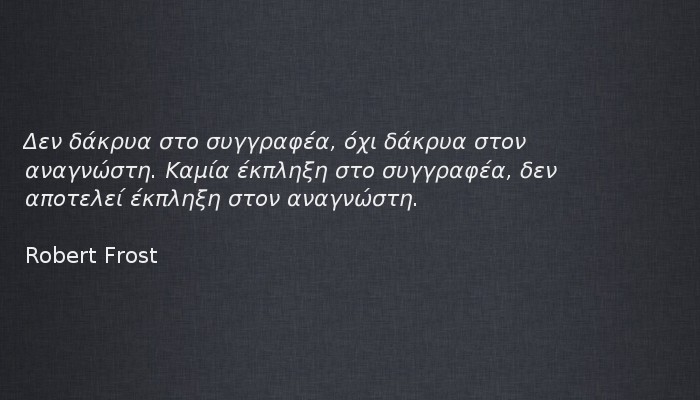 Δεν δάκρυα στο συγγραφέα, όχι δάκρυα στον
αναγνώστη. Καμία έκπληξη στο συγγραφέα, δεν
αποτελεί έκπληξη στον αναγνώστη.
Robert Frost